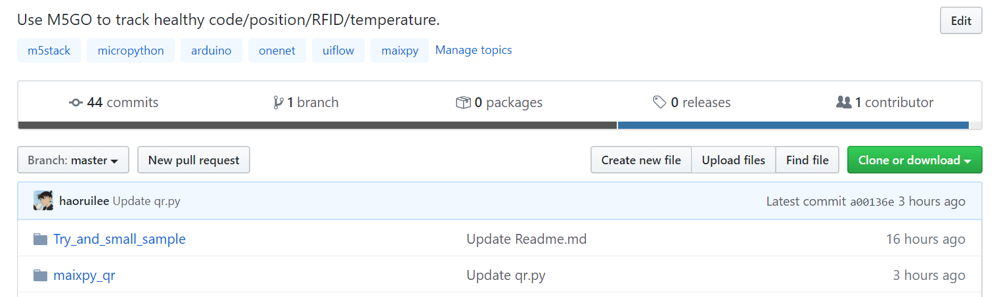 Use M5GO to track healthy code/position/RFID/temperature. Edit
m5stack micropython arduino onenet uiflow maixpy Manage topics
44 commits 1 branch 0 packages 0 releases 1 contributor
Branch: master New pull request Create new file Upload files Find file Clone or download
haoruilee Update qr.py Latest commit a00136e 3 hours ago
Try_and_small_sample Update Readme.md 16 hours ago
maixpy_qr Update qr.py 3 hours ago